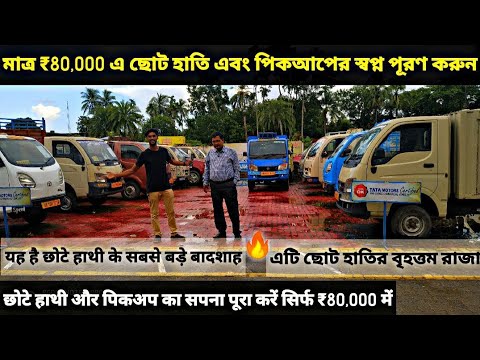 মাত্র ₹80,000 এ ছোট হাতি এবং পিকআপের স্বপ্ন পূরণ করুন
TATA MOTORS Certified
यह है छोटे हाथी के सबसे बड़े बादशाह
এটি ছোট হাতির বৃহত্তম রাজা
छोटे हाथी और पिकअप का सपना पूरा करें सिर्फ ₹80,000 में